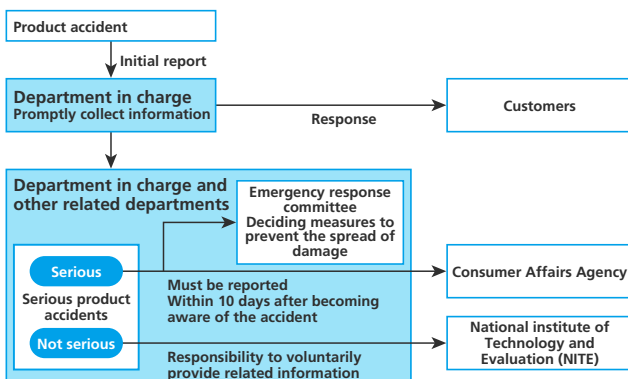 Product accident
Initial report
Department in charge
Promptly collect information
Response
Customers
Department in charge and
other related departments
Emergency response
committee
Deciding measures to
prevent the spread of
damage
Serious
Serious product
accidents
Not serious
Must be reported
Within 10 days after becoming
aware of the accident
Consumer Affairs Agency
Responsibility to voluntarily
provide related information
National institute of
Technology and
Evaluation (NITE)